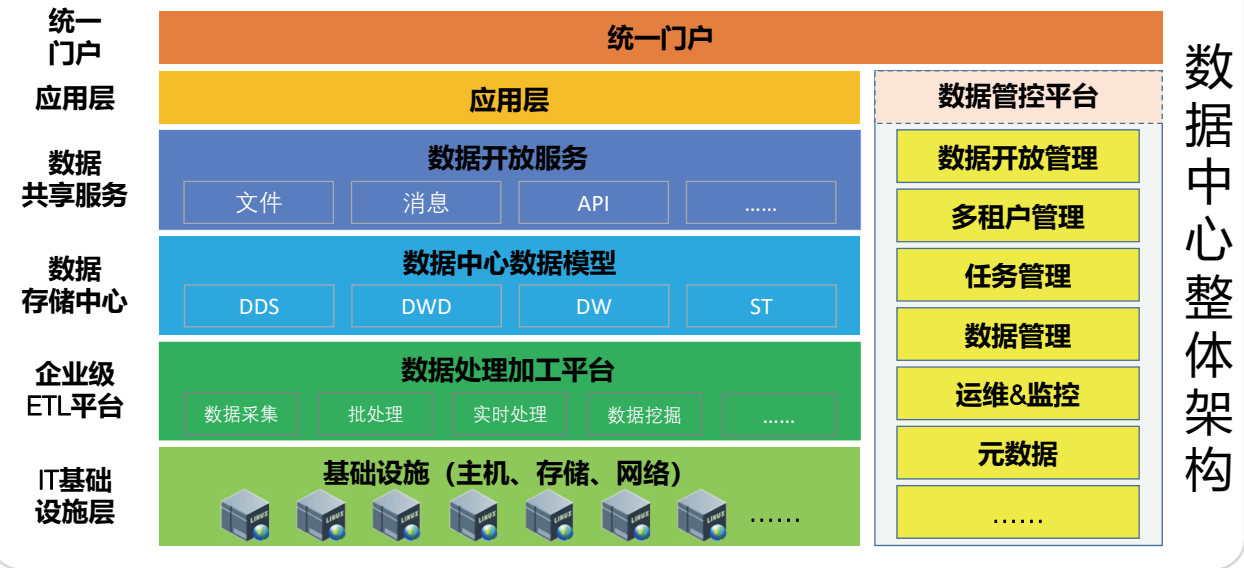 统一
门户
统一门户
应用层
应用层
数据
共享服务
数据开放服务
文件
消息
API
......
数据
存储中心
数据中心数据模型
DDS
DWD
DW
ST
企业级
ETL平台
数据处理加工平台
数据采集
批处理
实时处理
数据挖掘
......
IT基础
设施层
基础设施（主机、存储、网络）
LINUX
LINUX
LINUX
LINUX
LINUX
LINUX
LINUX
......
数据管控平台
数据开放管理
多租户管理
任务管理
数据管理
运维&监控
元数据
......
数据中心整体架构